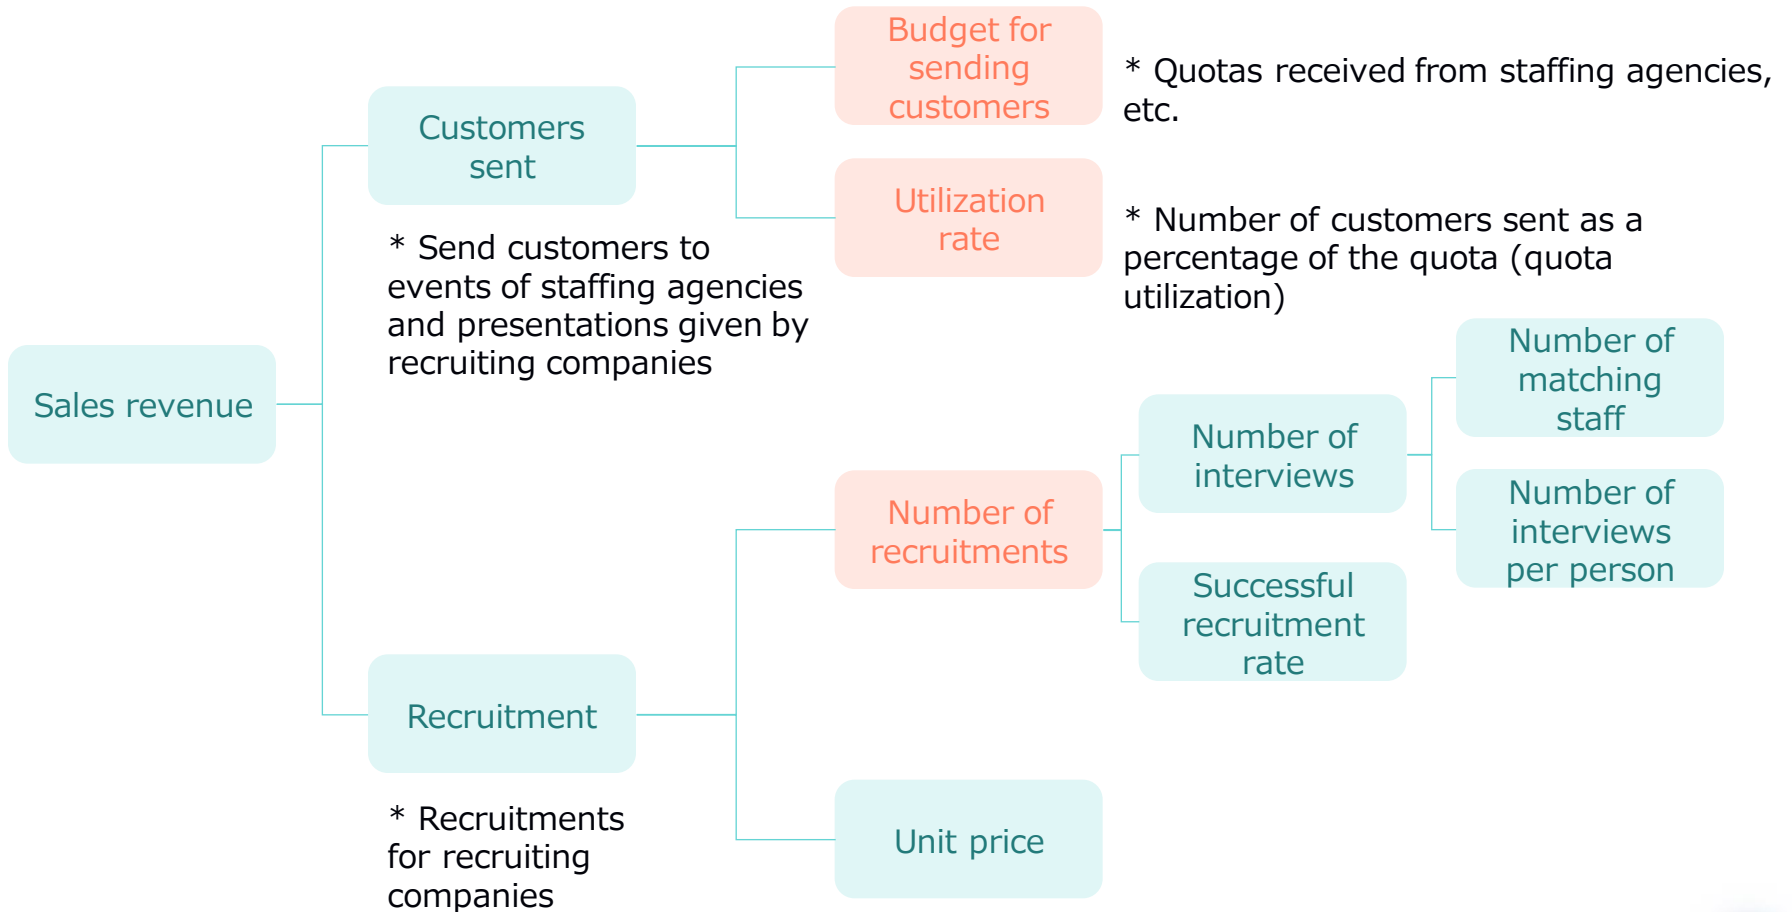 Budget for
sending
customers
* Quotas received from staffing agencies,
etc.
Customers
sent
Utilization
rate
* Number of customers sent as a
percentage of the quota (quota
utilization)
* Send customers to
events of staffing agencies
and presentations given by
recruiting companies
Sales revenue
Number of
matching
staff
Number of
interviews
Number of
interviews
per person
Number of
recruitments
Successful
recruitment
rate
Recruitment
* Recruitments
for recruiting
companies
Unit price